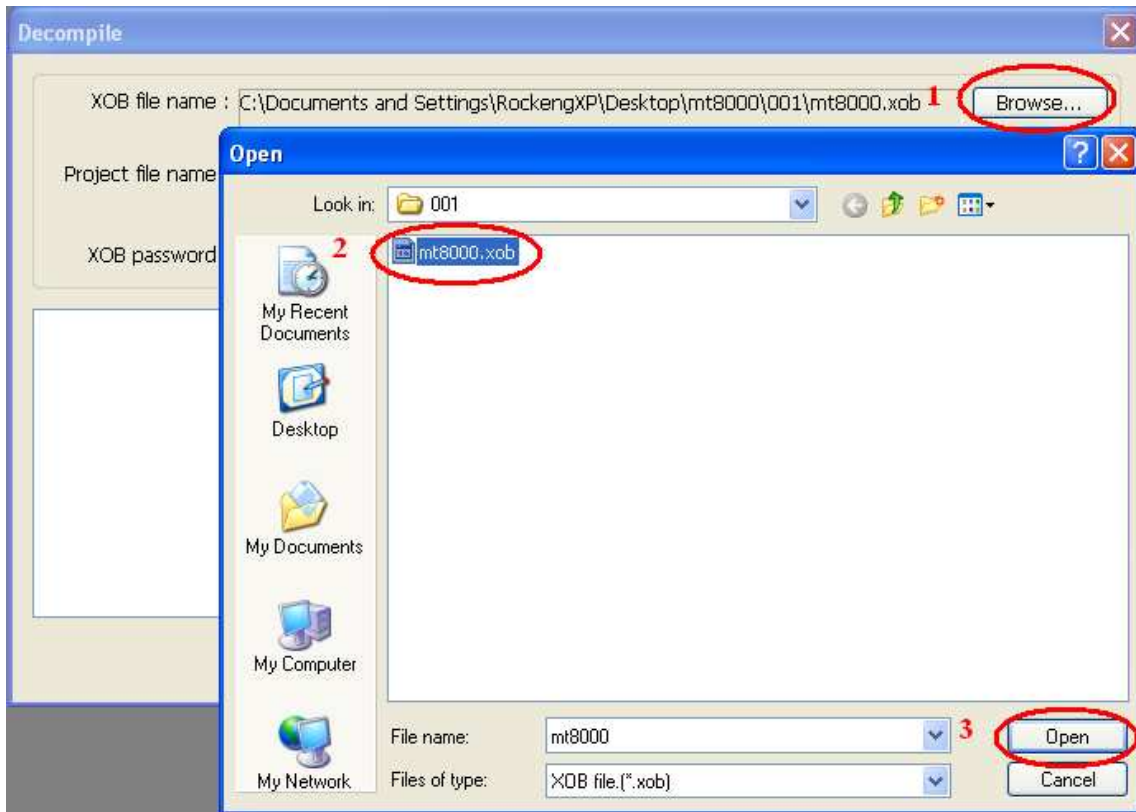 Decompile
XOB file name : C:\Documents and Settings\RockengXP\Desktop\mt8000\001\mt8000.xob 1 Browse...
Open
Project file name
Look in: 001
XOB password
2 mt8000.xob
My Recent
Documents
Desktop
My Documents
My Computer
My Network
File name: mt8000 3 Open
Files of type: XOB file.(*.xob) Cancel